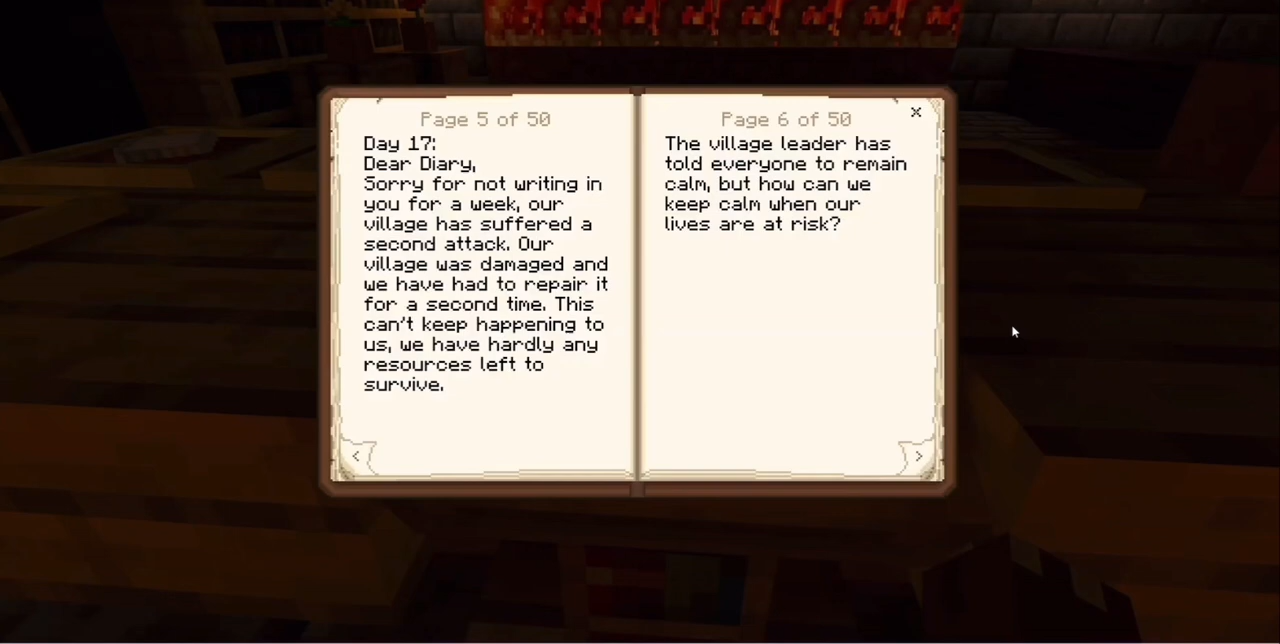 Page 5 of 50
Day 17:
Dear Diary,
Sorry for not writing in
you for a week, our
village has suffered a
second attack. Our
village was damaged and
we have had to repair it
for a second time. This
can't keep happening to
us, we have hardly any
resources left to
survive.
Page 6 of 50
The village leader has
told everyone to remain
calm, but how can we
keep calm when our
lives are at risk?